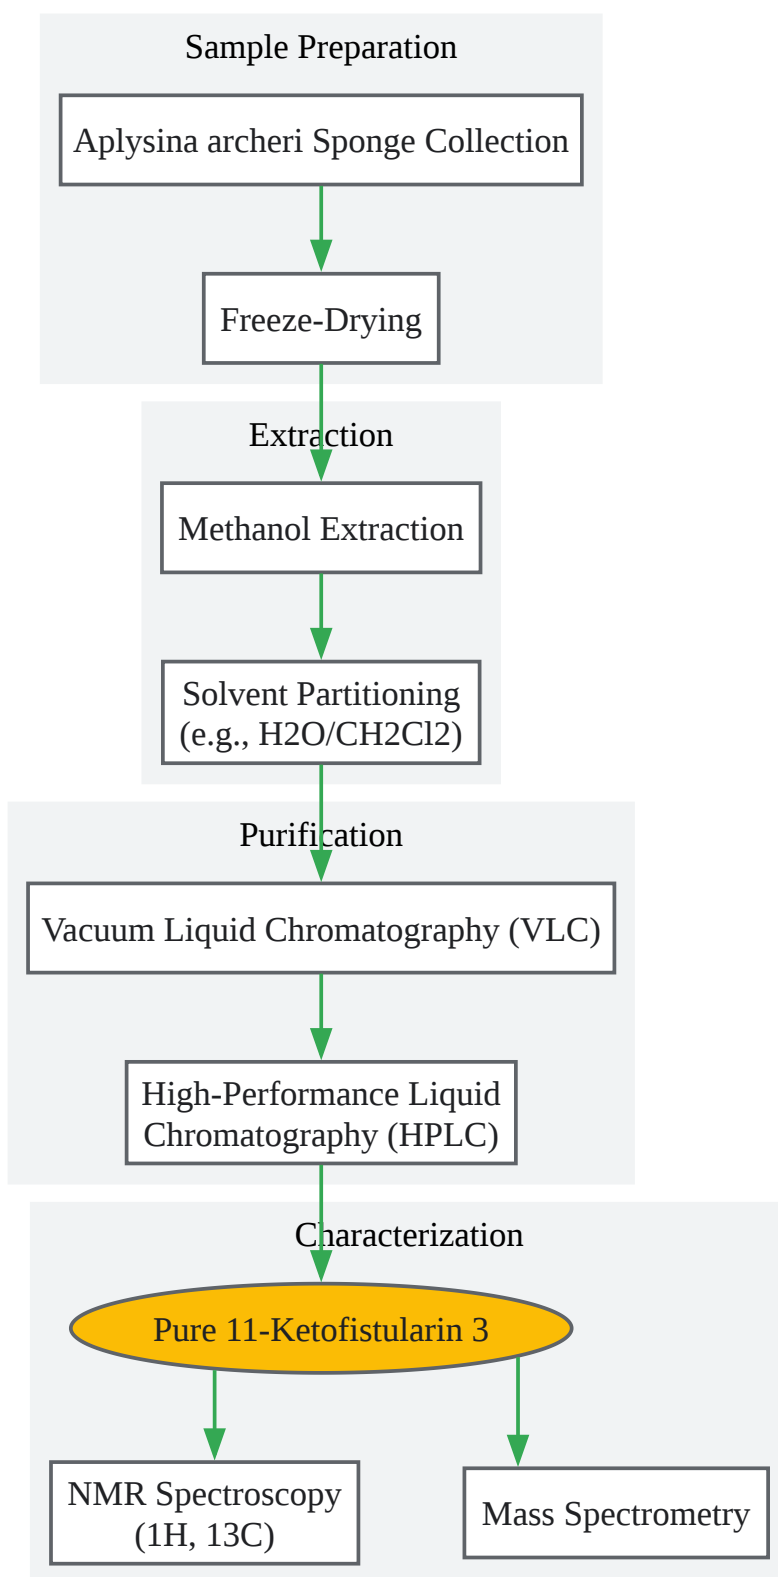 Sample Preparation
Aplysina archeri Sponge Collection
Freeze-Drying
Extraction
Methanol Extraction
Solvent Partitioning
(e.g., H2O/CH2Cl2)
Purification
Vacuum Liquid Chromatography (VLC)
High-Performance Liquid
Chromatography (HPLC)
Characterization
Pure 11-Ketofistularin 3
NMR Spectroscopy
(1H, 13C)
Mass Spectrometry